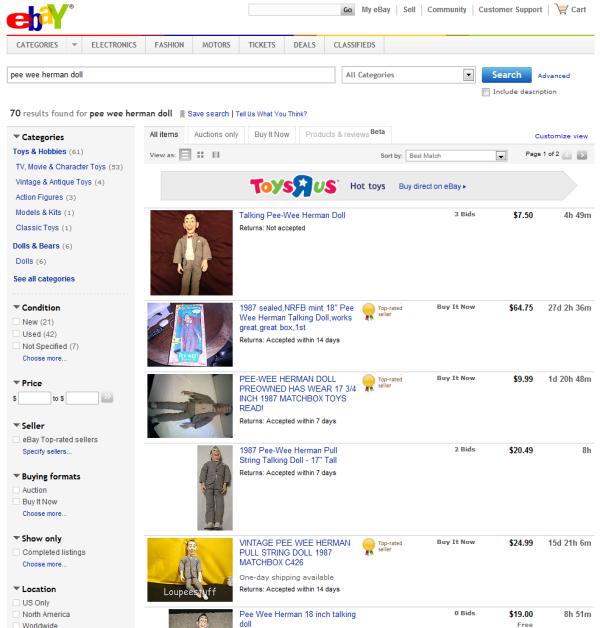 ebay®
Go My eBay | Sell | Community | Customer Support | Cart
CATEGORIES ELECTRONICS FASHION MOTORS TICKETS DEALS CLASSIFIEDS
pee wee herman doll
All Categories
Search
Advanced
Include description
70 results found for pee wee herman doll Save search | Tell Us What You Think?
Categories
Toys & Hobbies (61)
TV, Movie & Character Toys (53)
Vintage & Antique Toys (4)
Action Figures (3)
Models & Kits (1)
Classic Toys (1)
Dolls & Bears (6)
Dolls (6)
See all categories
Condition
New (21)
Used (42)
Not Specified (7)
Choose more...
Price
$ to $
Seller
eBay Top-rated sellers
Specify sellers...
Buying formats
Auction
Buy It Now
Choose more...
Show only
Completed listings
Choose more...
Location
US Only
North America
Worldwide
All items Auctions only Buy It Now Products & reviews Beta
Customize view
View as: Sort by: Best Match Page 1 of 2
Toys"R"us Hot toys Buy direct on eBay
Talking Pee-Wee Herman Doll
Returns: Not accepted
3 Bids $7.50 4h 49m
1987 sealed,NRFB mint 18" Pee
Wee Herman Talking Doll,works
great,great box,1st
Returns: Accepted within 14 days
Top-rated
seller
Buy It Now $64.75 27d 2h 36m
PEE-WEE HERMAN DOLL
PREOWNED HAS WEAR 17 3/4
INCH 1987 MATCHBOX TOYS
READ!
Returns: Accepted within 7 days
Top-rated
seller
Buy It Now $9.99 1d 20h 48m
1987 Pee-Wee Herman Pull
String Talking Doll - 17" Tall
Returns: Accepted within 7 days
2 Bids $20.49 8h
VINTAGE PEE WEE HERMAN
PULL STRING DOLL 1987
MATCHBOX C426
One-day shipping available
Returns: Accepted within 14 days
Top-rated
seller
Buy It Now $24.99 15d 21h 6m
Loupeestuff
Pee Wee Herman 18 inch talking
doll
0 Bids $19.00 8h 51m
Free